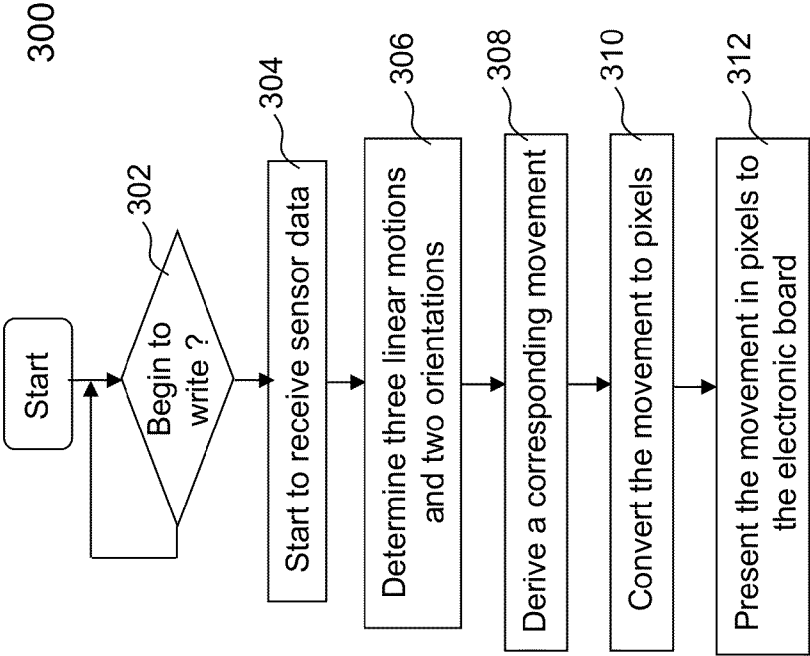 300
Start
302
Begin to
write ?
304
Start to receive sensor data
306
Determine three linear motions
and two orientations
308
Derive a corresponding movement
310
Convert the movement to pixels
312
Present the movement in pixels to
the electronic board